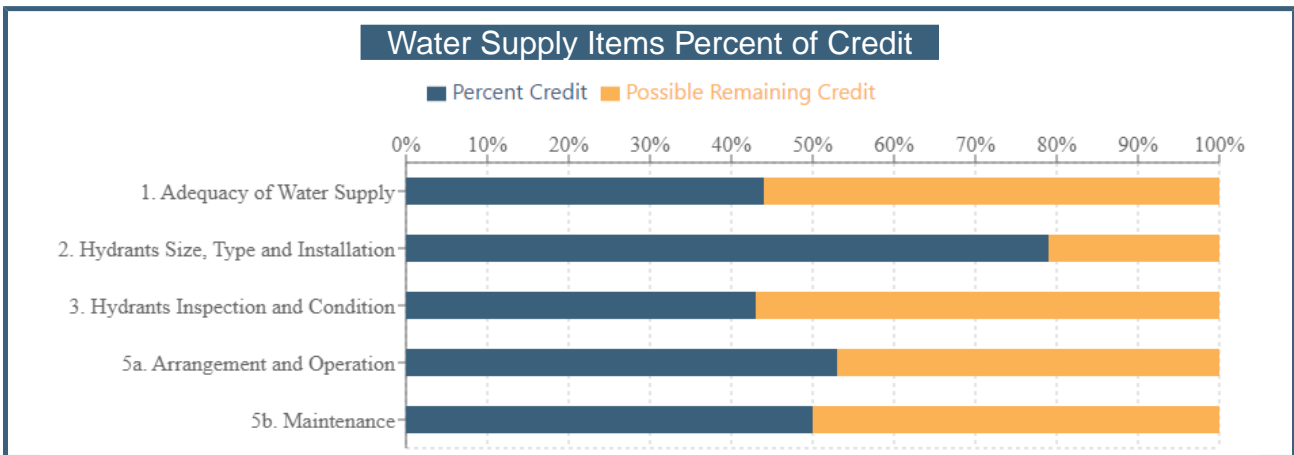 Water Supply Items Percent of Credit
Percent Credit Possible Remaining Credit
0% 10% 20% 30% 40% 50% 60% 70% 80% 90% 100%
1. Adequacy of Water Supply
2. Hydrants Size, Type and Installation
3. Hydrants Inspection and Condition
5a. Arrangement and Operation
5b. Maintenance